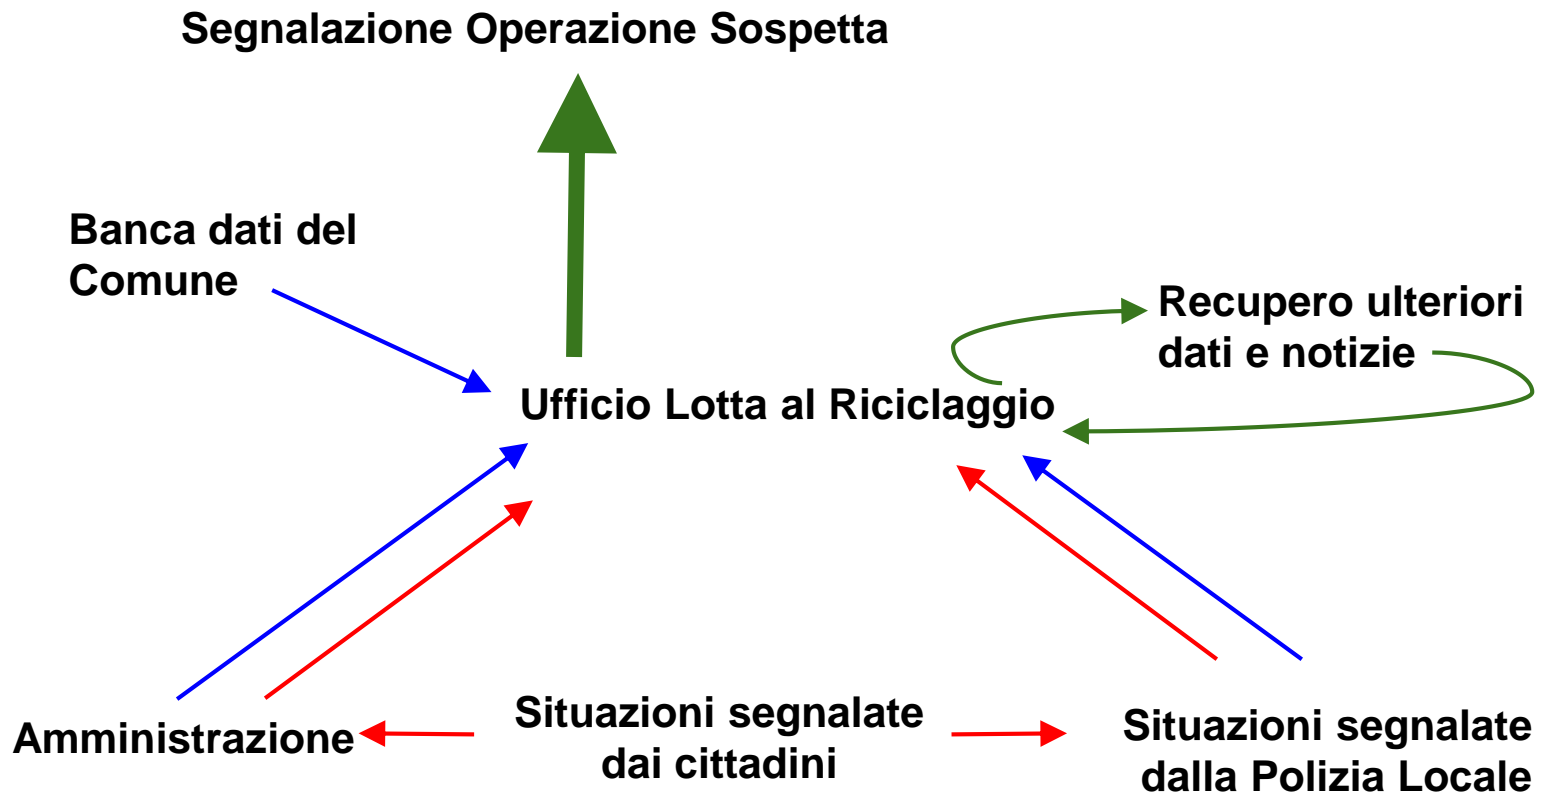 Segnalazione Operazione Sospetta
Banca dati del
Comune
Recupero ulteriori
dati e notizie
Ufficio Lotta al Riciclaggio
Amministrazione
Situazioni segnalate
dai cittadini
Situazioni segnalate
dalla Polizia Locale